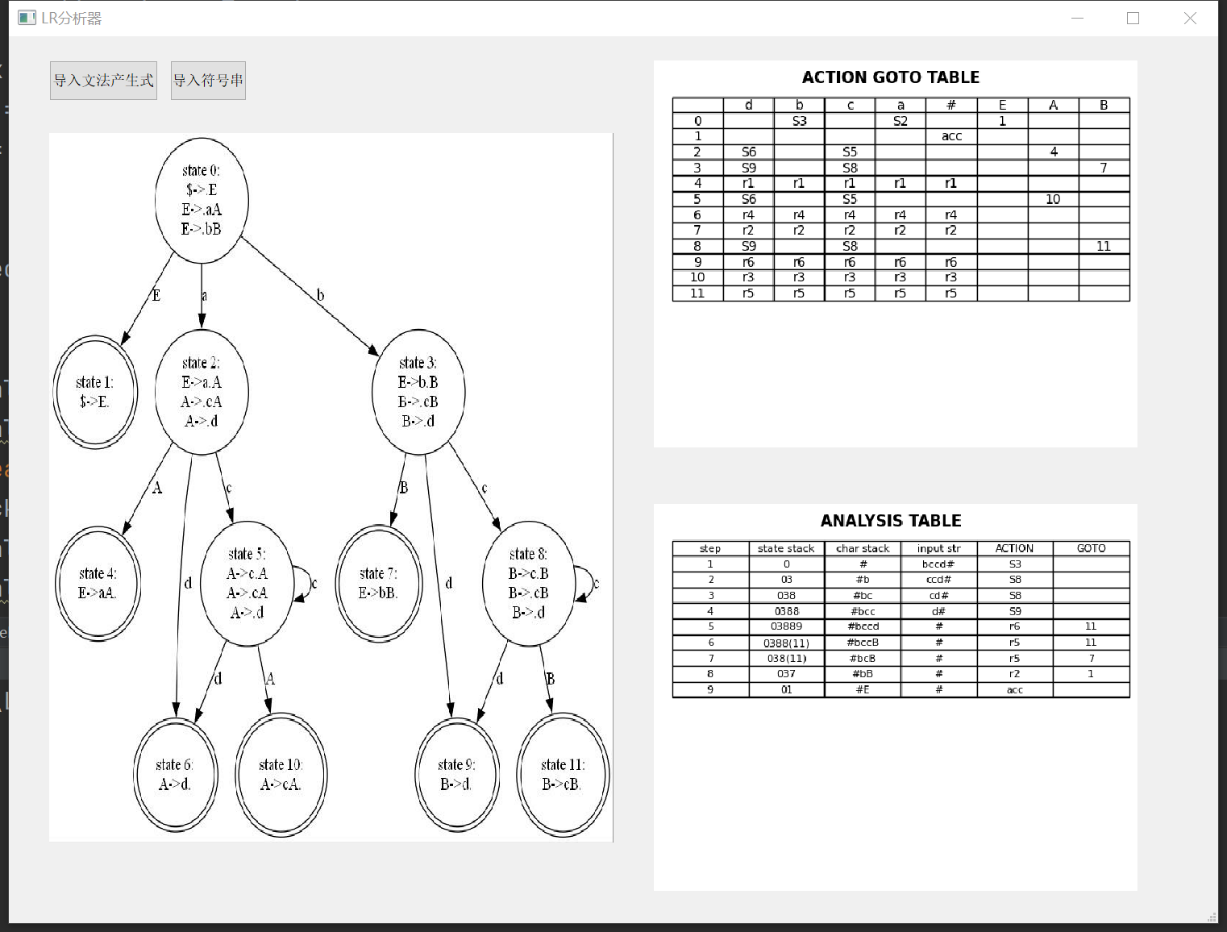 LR分析器
导入文法产生式 导入符号串
state 0:
$->.E
E->.aA
E->.bB
E a b
state 1:
$->E.
state 2:
E->a.A
A->.cA
A->.d
state 3:
E->b.B
B->.cB
B->.d
A d c B d c
state 4:
E->aA.
state 5:
A->c.A
A->.cA
A->.d
c
state 7:
E->bB.
state 8:
B->c.B
B->.cB
B->.d
c
d A d B
state 6:
A->d.
state 10:
A->cA.
state 9:
B->d.
state 11:
B->cB.
ACTION GOTO TABLE
d b c a # E A B
0 S3 S2 1
1 acc
2 S6 S5 4
3 S9 S8 7
4 r1 r1 r1 r1 r1
5 S6 S5 10
6 r4 r4 r4 r4 r4
7 r2 r2 r2 r2 r2
8 S9 S8 11
9 r6 r6 r6 r6 r6
10 r3 r3 r3 r3 r3
11 r5 r5 r5 r5 r5
ANALYSIS TABLE
step state stack char stack input str ACTION GOTO
1 0 # bccd# S3
2 03 #b ccd# S8
3 038 #bc cd# S8
4 0388 #bcc d# S9
5 03889 #bccd # r6 11
6 0388(11) #bccB # r5 11
7 038(11) #bcB # r5 7
8 037 #bB # r2 1
9 01 #E # acc